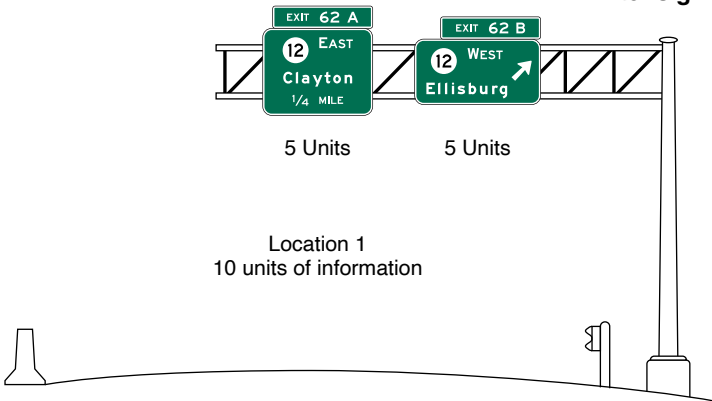 EXIT 62 A
12 EAST
Clayton
1/4 MILE
EXIT 62 B
12 WEST
Ellisburg
5 Units
5 Units
Location 1
10 units of information